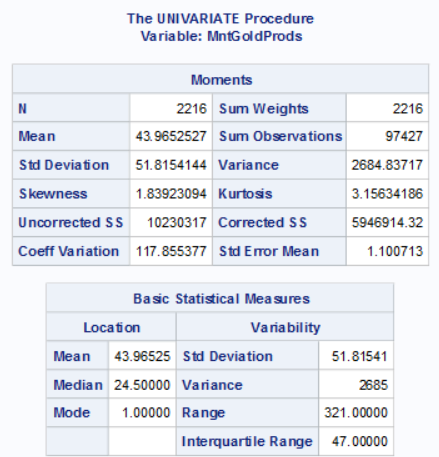 The UNIVARIATE Procedure
Variable: MntGoldProds
Moments
N 2216 Sum Weights 2216
Mean 43.9652527 Sum Observations 97427
Std Deviation 51.8154144 Variance 2684.83717
Skewness 1.83923094 Kurtosis 3.15634186
Uncorrected SS 10230317 Corrected SS 5946914.32
Coeff Variation 117.855377 Std Error Mean 1.100713
Basic Statistical Measures
Location Variability
Mean 43.96525 Std Deviation 51.81541
Median 24.50000 Variance 2685
Mode 1.00000 Range 321.00000
Interquartile Range 47.00000